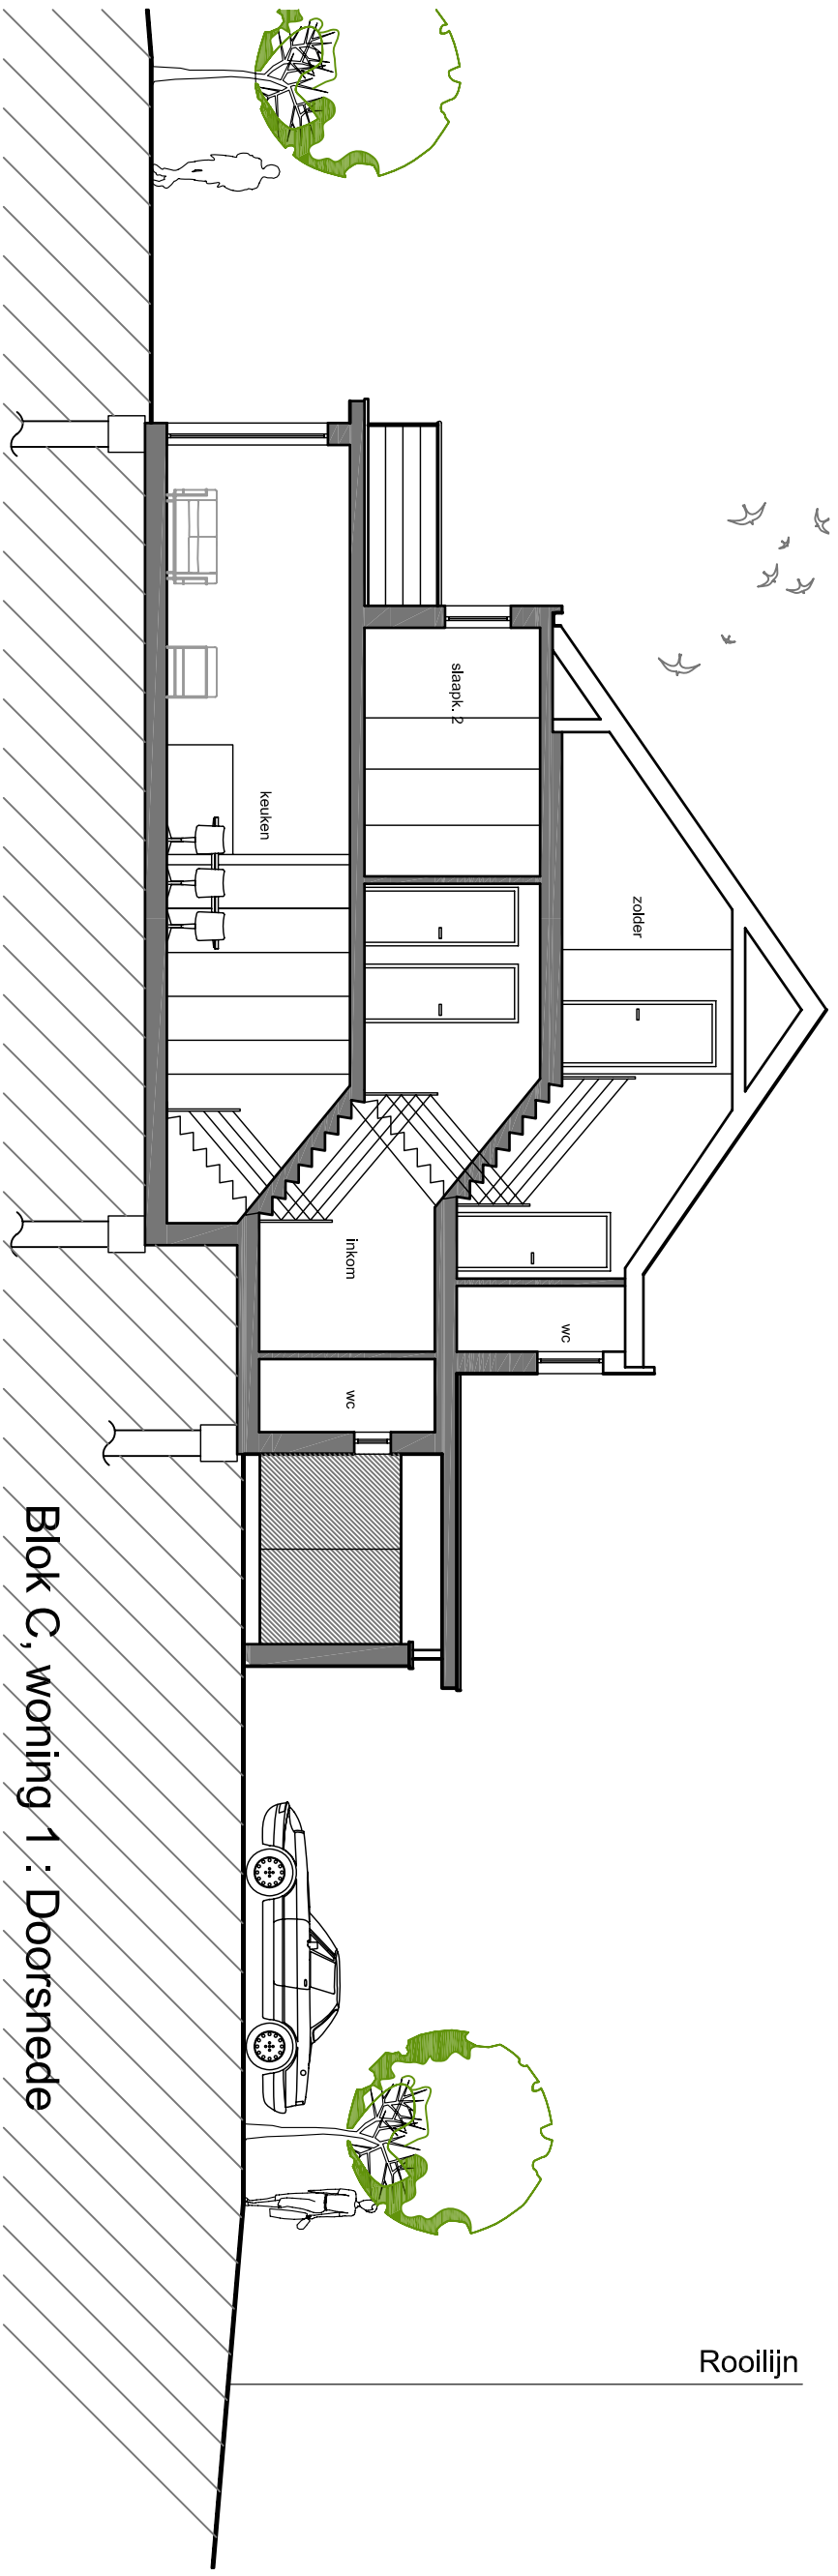 zolder
slaapk. 2
wc
keuken
inkom
wc
Rooilijn
Blok C, woning 1 : Doorsnede